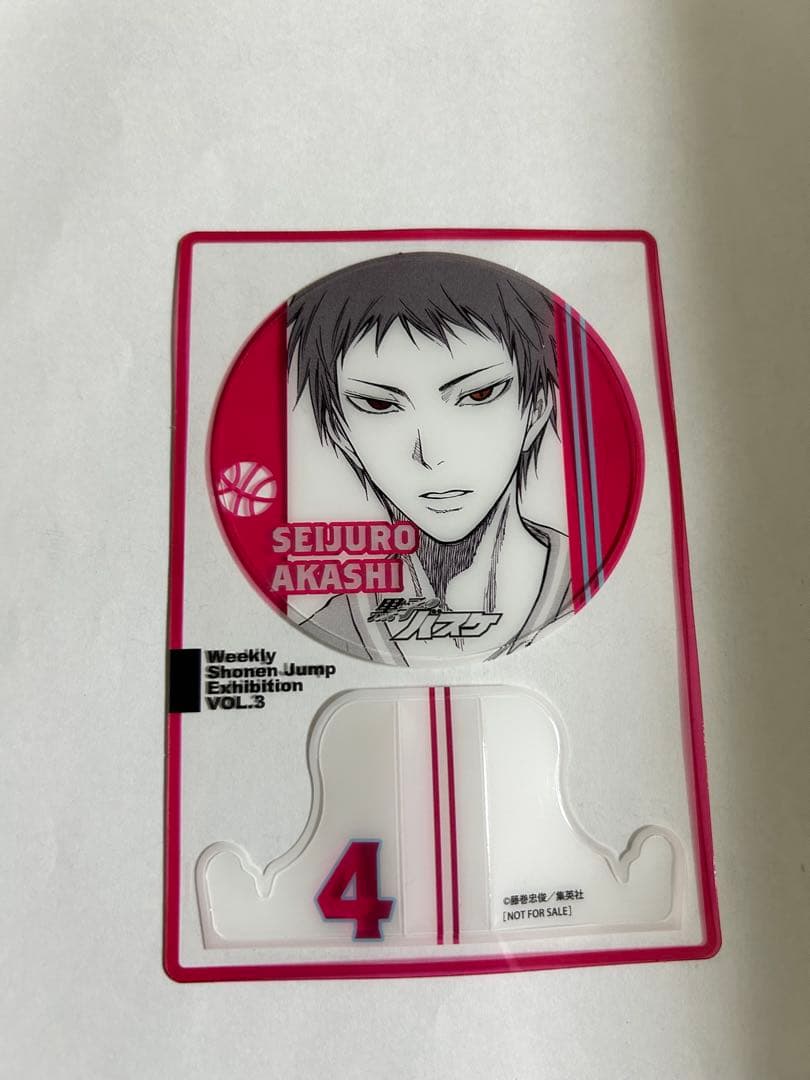 SEIJURO
AKASHI
黒子の
バスケ
Weekly
Shonen Jump
Exhibition
VOL.3
4
©藤巻忠俊／集英社
[NOT FOR SALE]